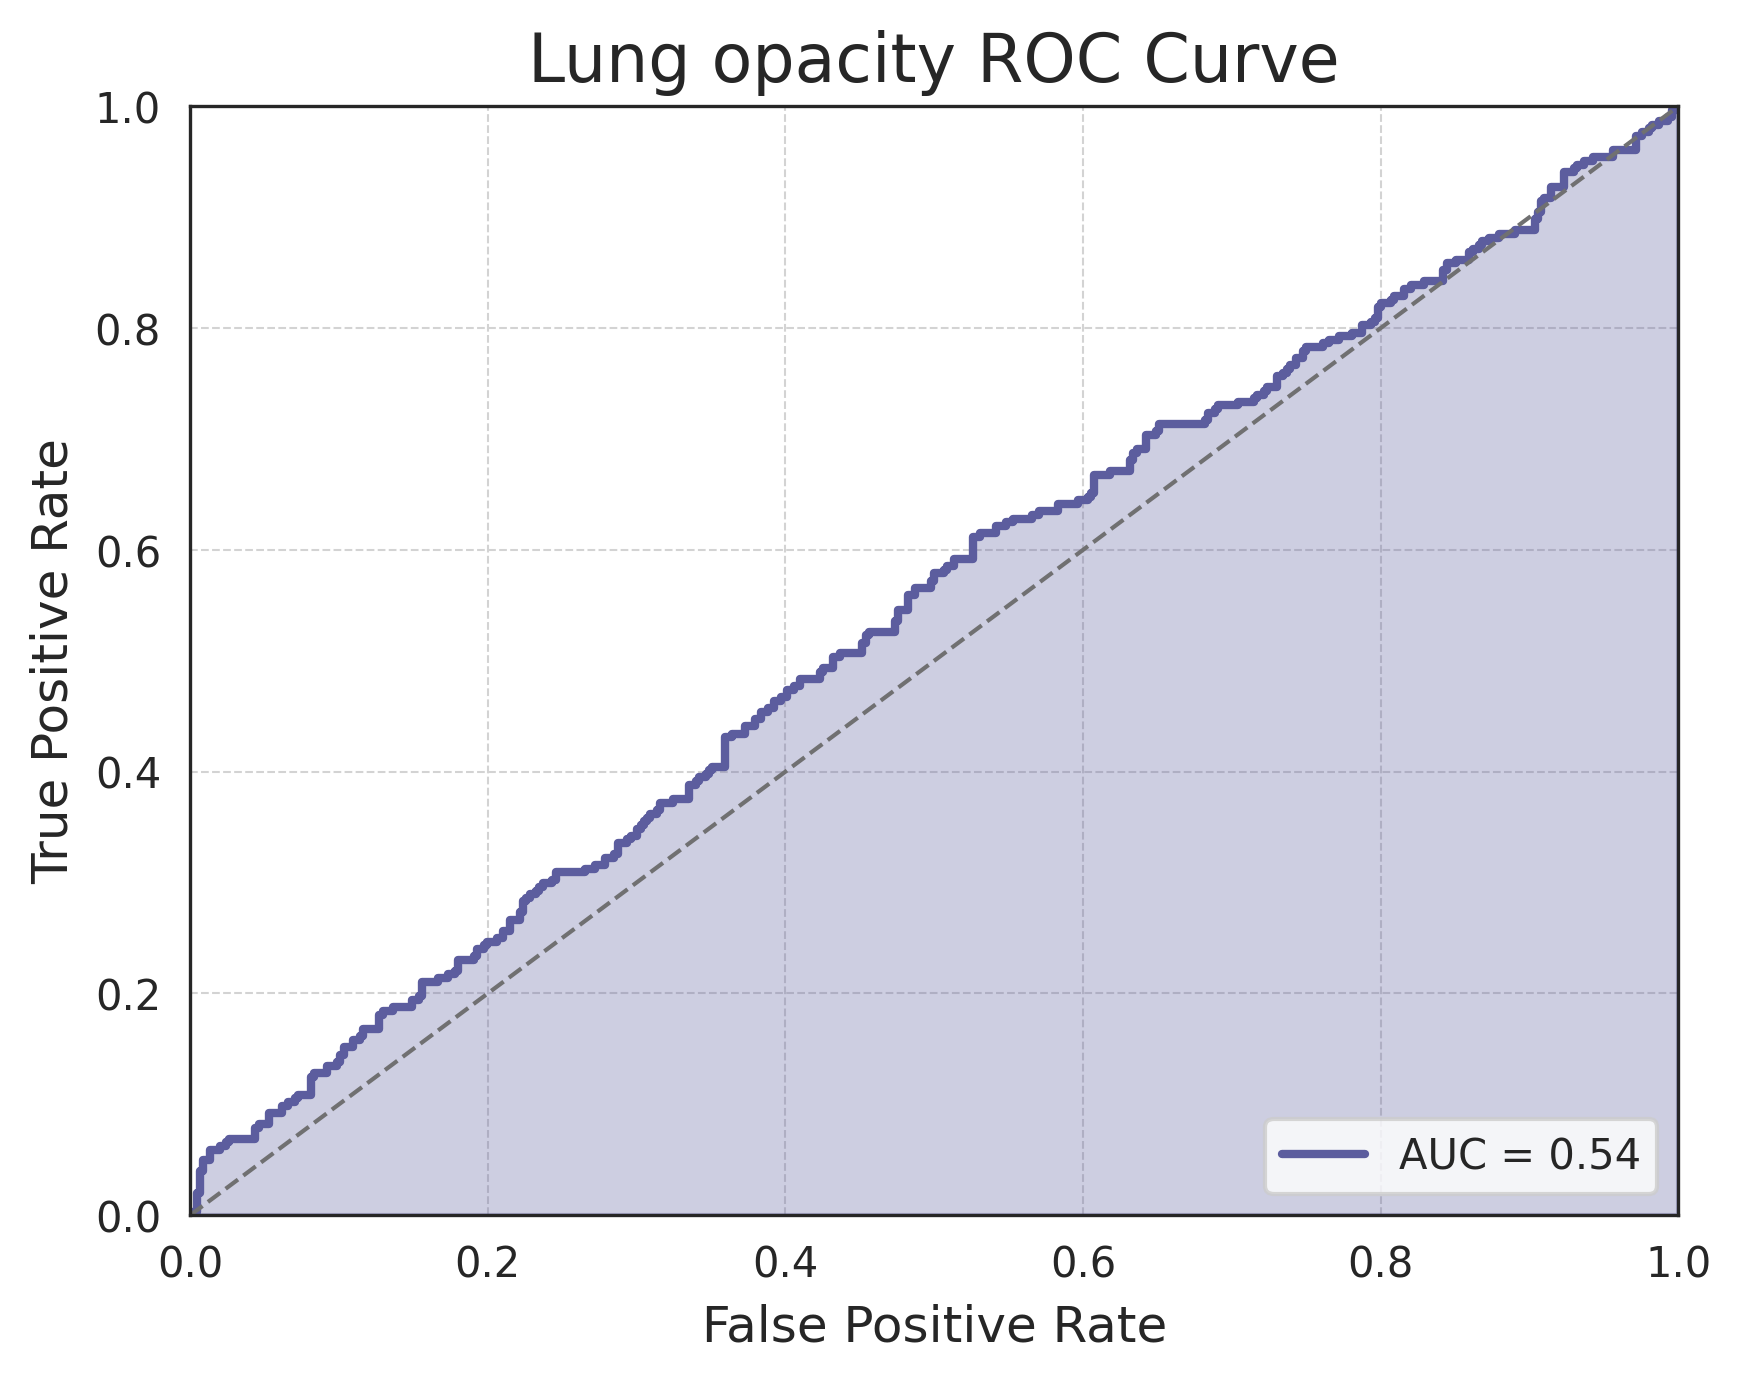 Lung opacity ROC Curve
True Positive Rate
1.0
0.8
0.6
0.4
0.2
0.0
AUC = 0.54
0.0 0.2 0.4 0.6 0.8 1.0
False Positive Rate